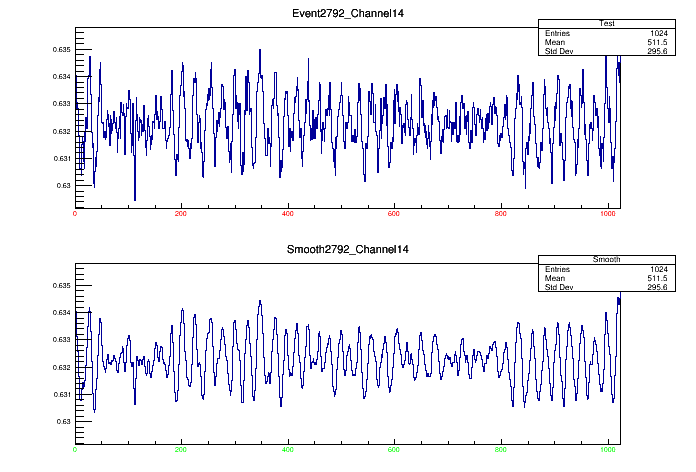 Event2792_Channel14
Test
Entries 1024
Mean 511.5
Std Dev 295.6
0.635
0.634
0.633
0.632
0.631
0.63
0 200 400 600 800 1000
Smooth2792_Channel14
Smooth
Entries 1024
Mean 511.5
Std Dev 295.6
0.635
0.634
0.633
0.632
0.631
0.63
0 200 400 600 800 1000